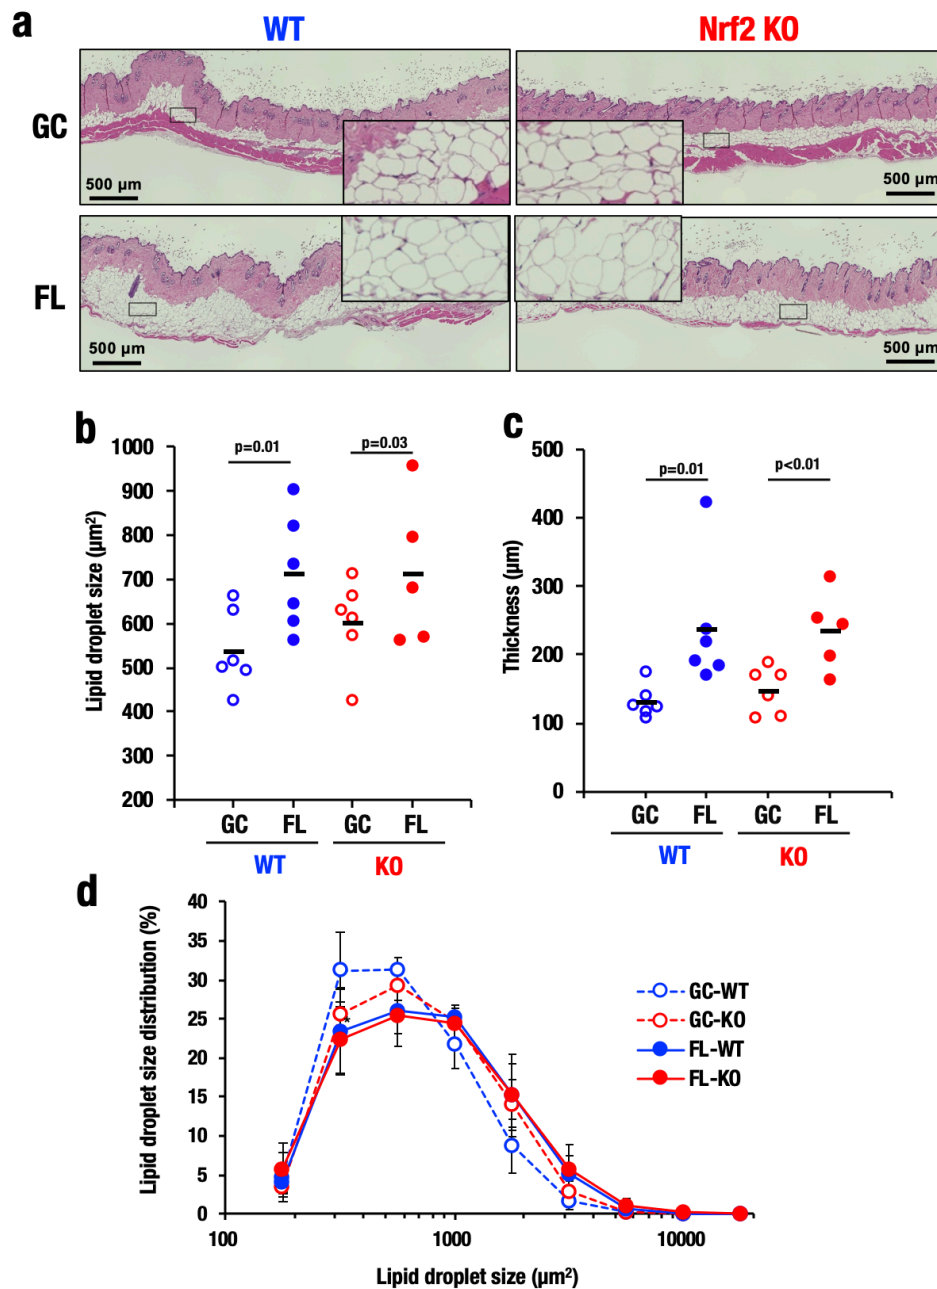 a
WT
Nrf2 KO
GC
500 µm
500 µm
FL
500 µm
500 µm
b
Lipid droplet size (µm²)
1000
900
800
700
600
500
400
300
200
p=0.01
p=0.03
GC
FL
GC
FL
WT
KO
c
Thickness (µm)
500
400
300
200
100
0
p=0.01
p<0.01
GC
FL
GC
FL
WT
KO
d
Lipid droplet size distribution (%)
40
35
30
25
20
15
10
5
0
*
GC-WT
GC-KO
FL-WT
FL-KO
100
1000
10000
Lipid droplet size (µm²)